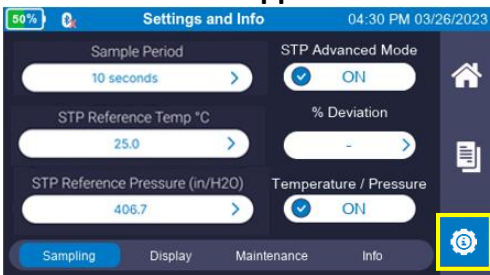 50% Settings and Info 04:30 PM 03/26/2023
Sample Period STP Advanced Mode
10 seconds > ON
STP Reference Temp °C % Deviation
25.0 > - >
STP Reference Pressure (in/H2O) Temperature / Pressure
406.7 > ON
Sampling Display Maintenance Info